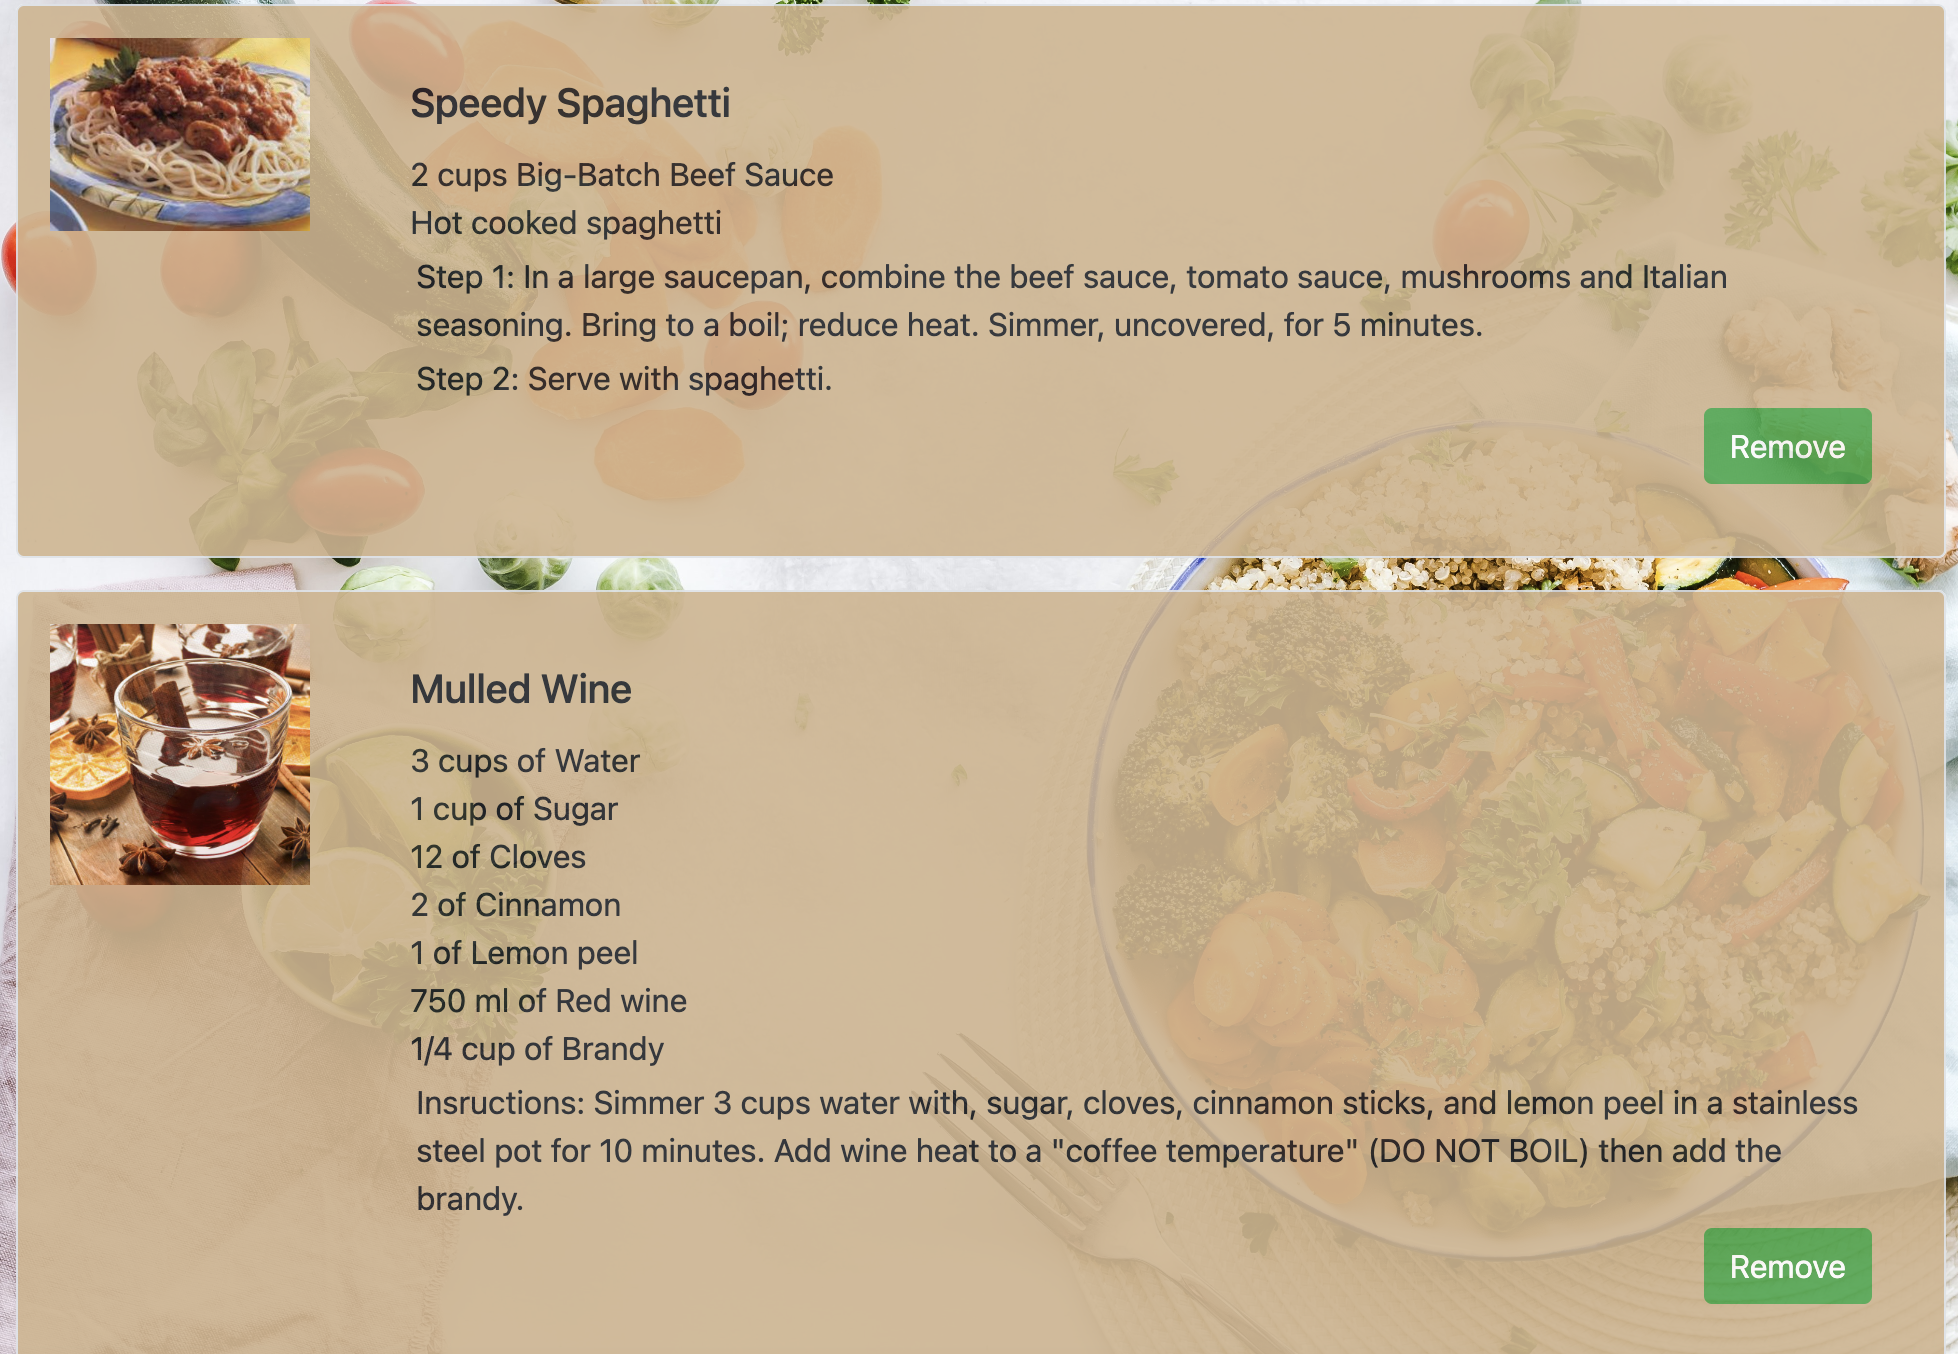 Speedy Spaghetti
2 cups Big-Batch Beef Sauce
Hot cooked spaghetti
Step 1: In a large saucepan, combine the beef sauce, tomato sauce, mushrooms and Italian
seasoning. Bring to a boil; reduce heat. Simmer, uncovered, for 5 minutes.
Step 2: Serve with spaghetti.
Remove
Mulled Wine
3 cups of Water
1 cup of Sugar
12 of Cloves
2 of Cinnamon
1 of Lemon peel
750 ml of Red wine
1/4 cup of Brandy
Insructions: Simmer 3 cups water with, sugar, cloves, cinnamon sticks, and lemon peel in a stainless
steel pot for 10 minutes. Add wine heat to a "coffee temperature" (DO NOT BOIL) then add the
brandy.
Remove